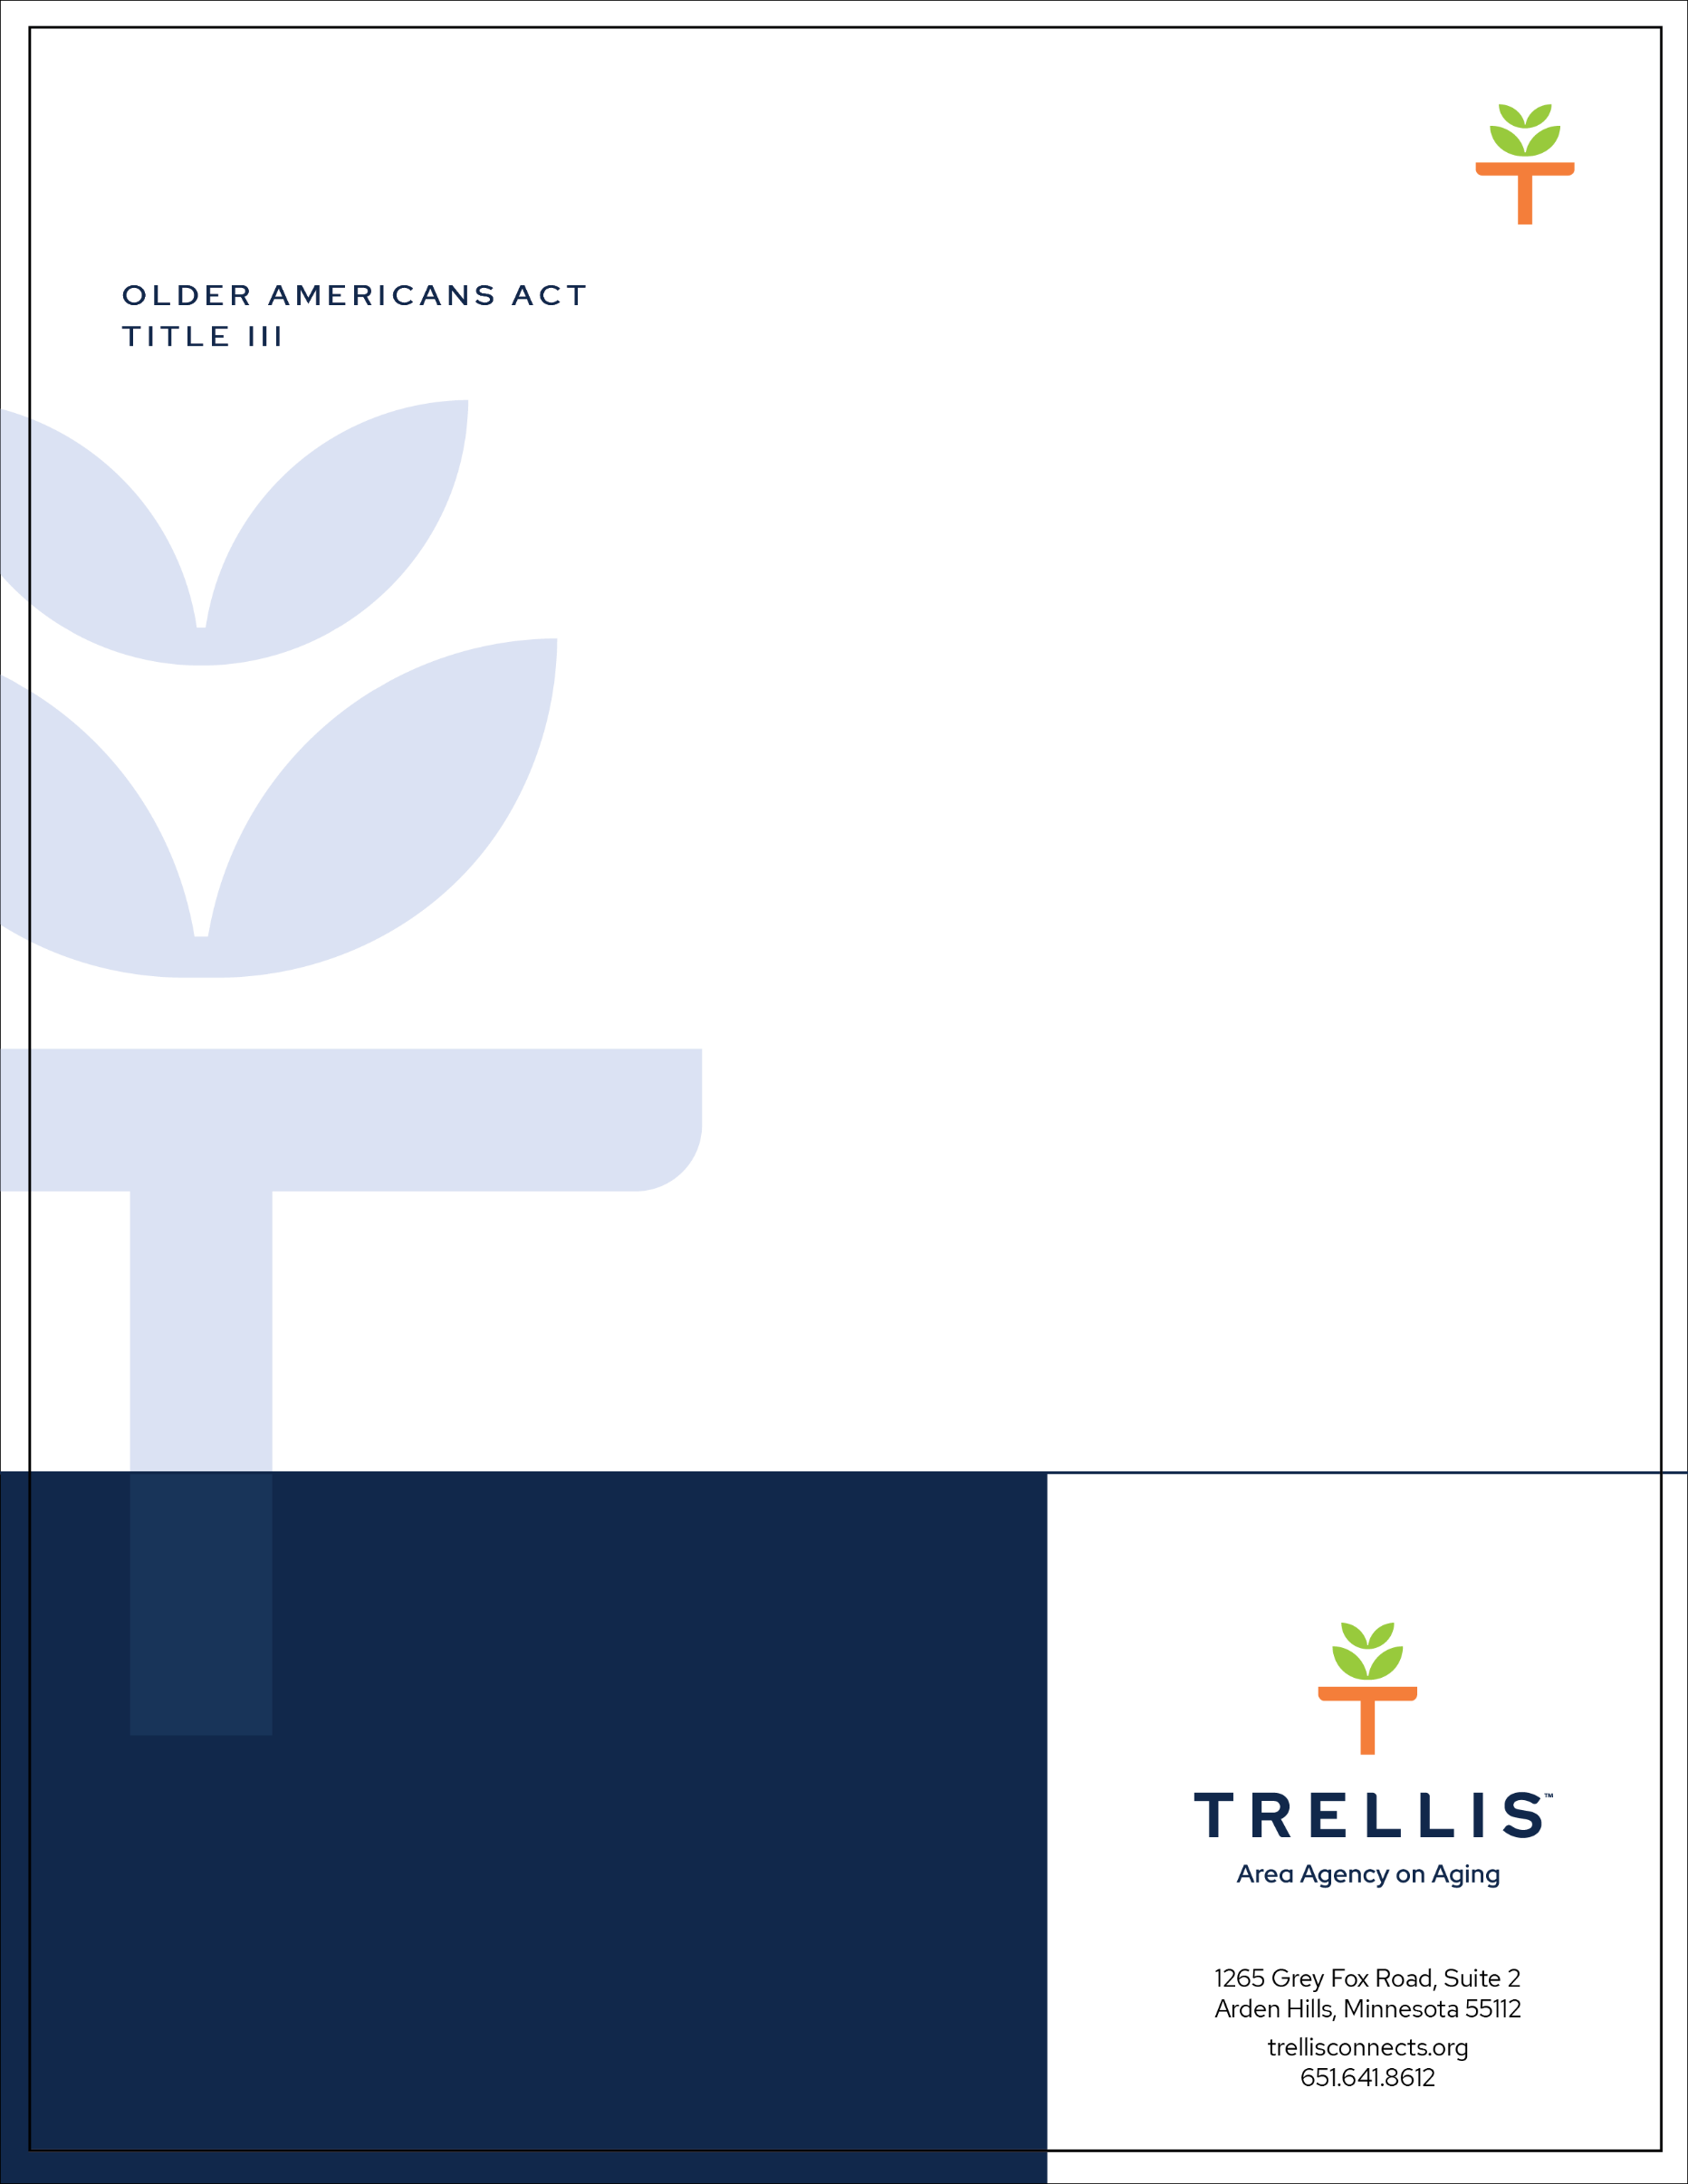 OLDER AMERICANS ACT
TITLE III
TRELLIS™
Area Agency on Aging
1265 Grey Fox Road, Suite 2
Arden Hills, Minnesota 55112
trellisconnects.org
651.641.8612